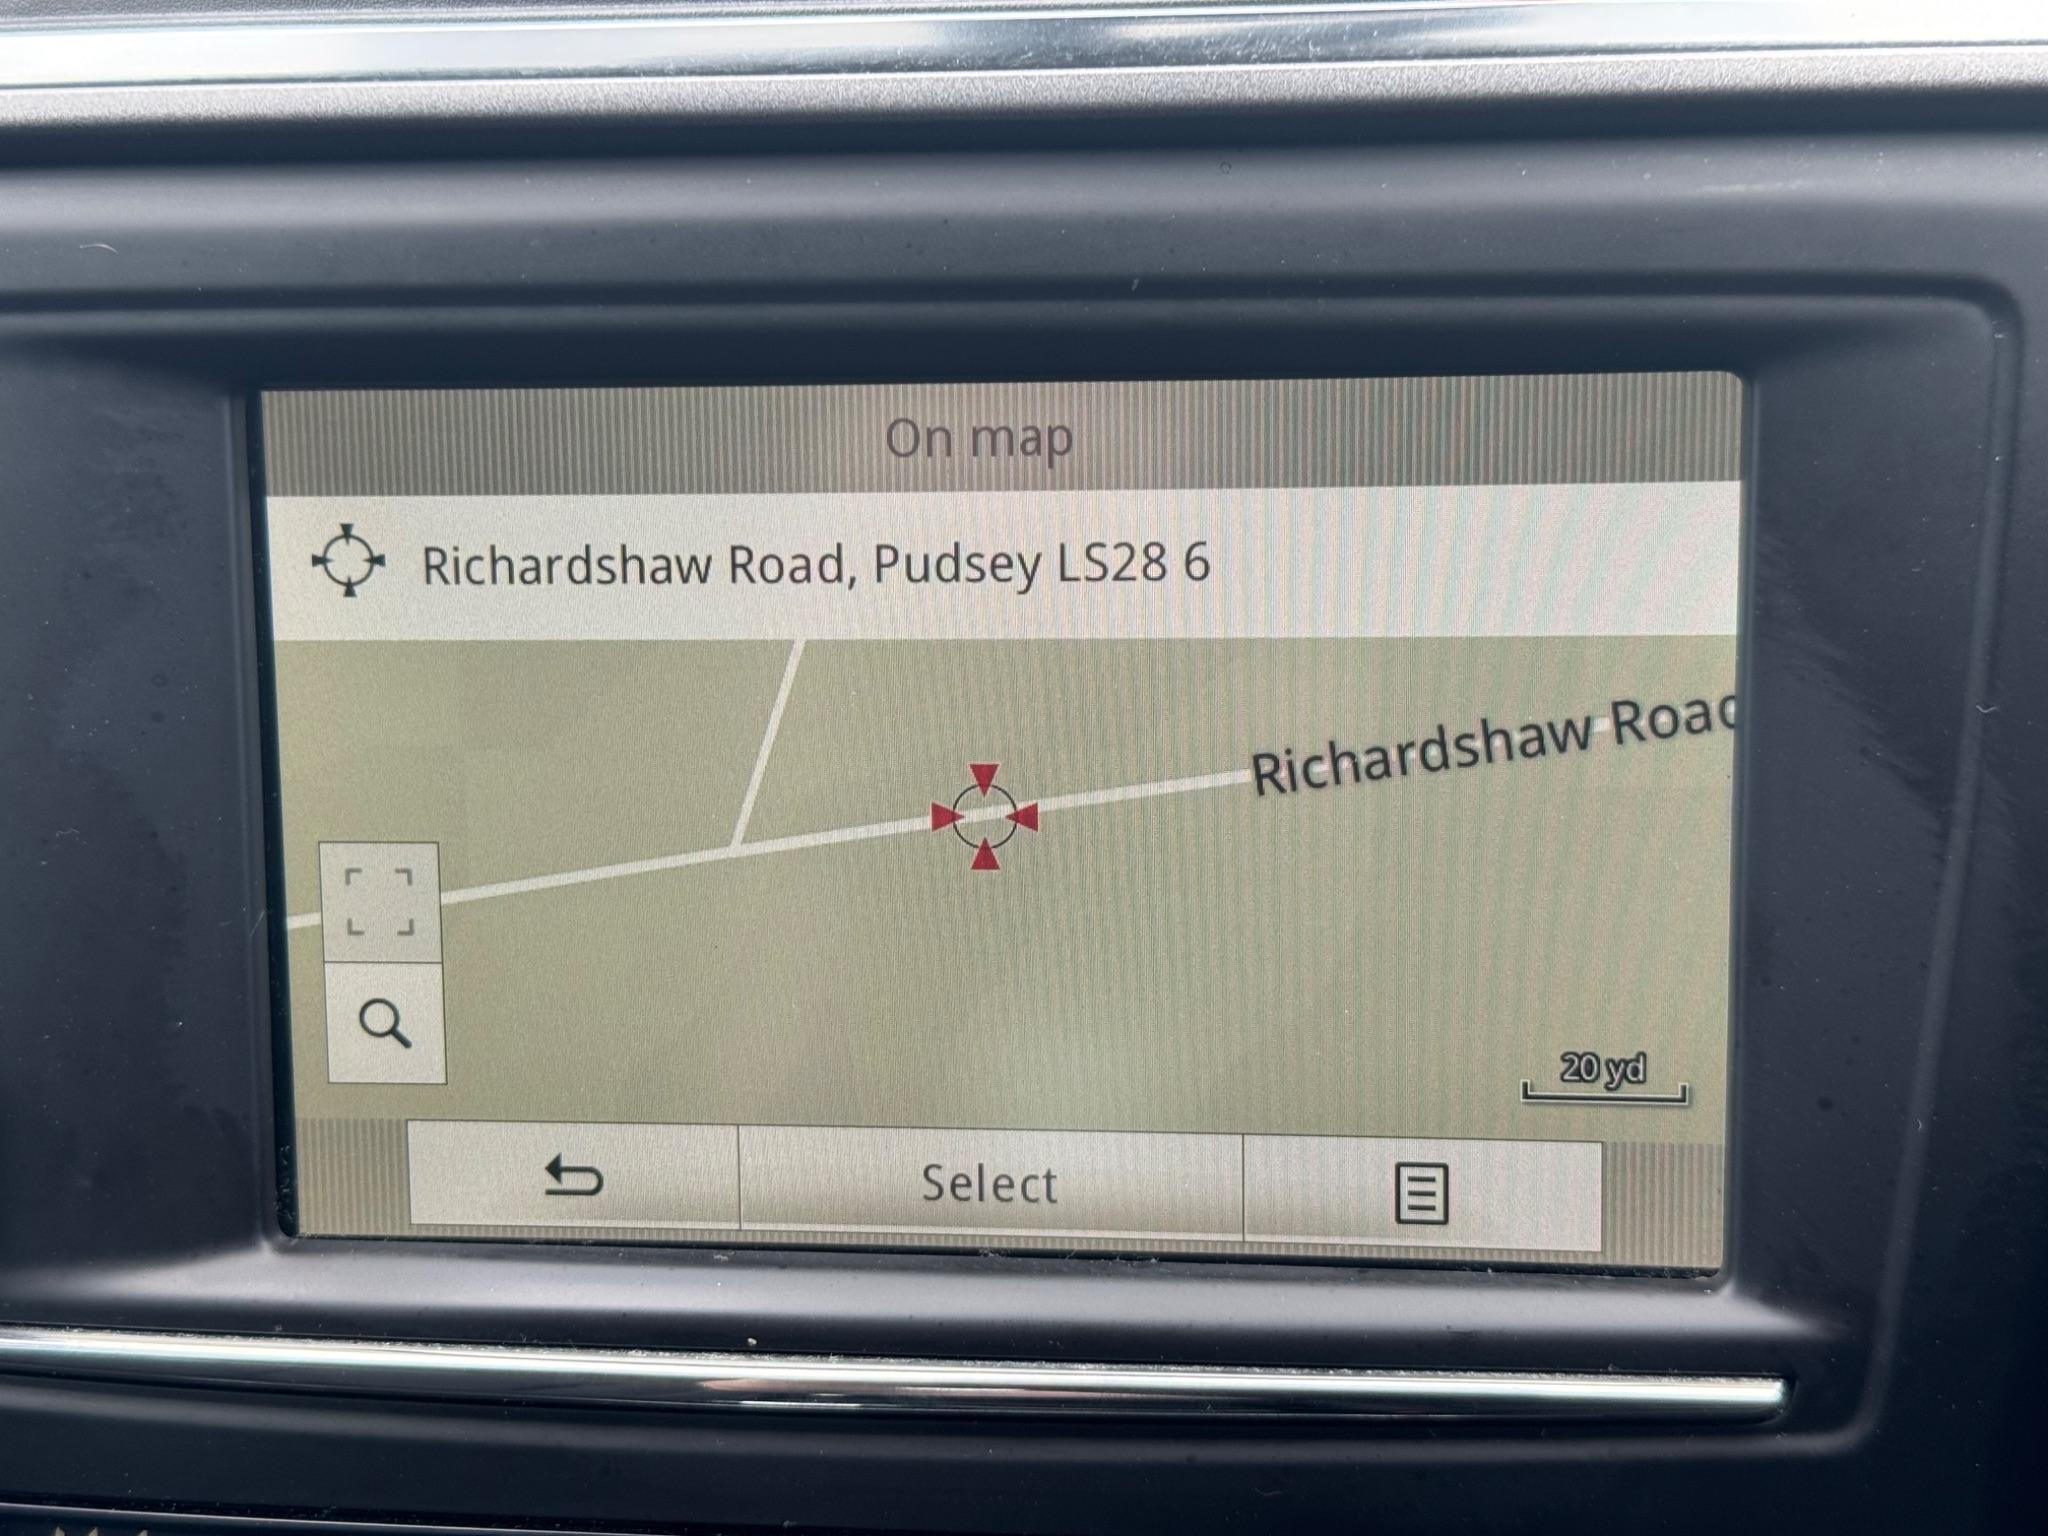 On map
Richardshaw Road, Pudsey LS28 6
Richardshaw Road
20 yd
Select